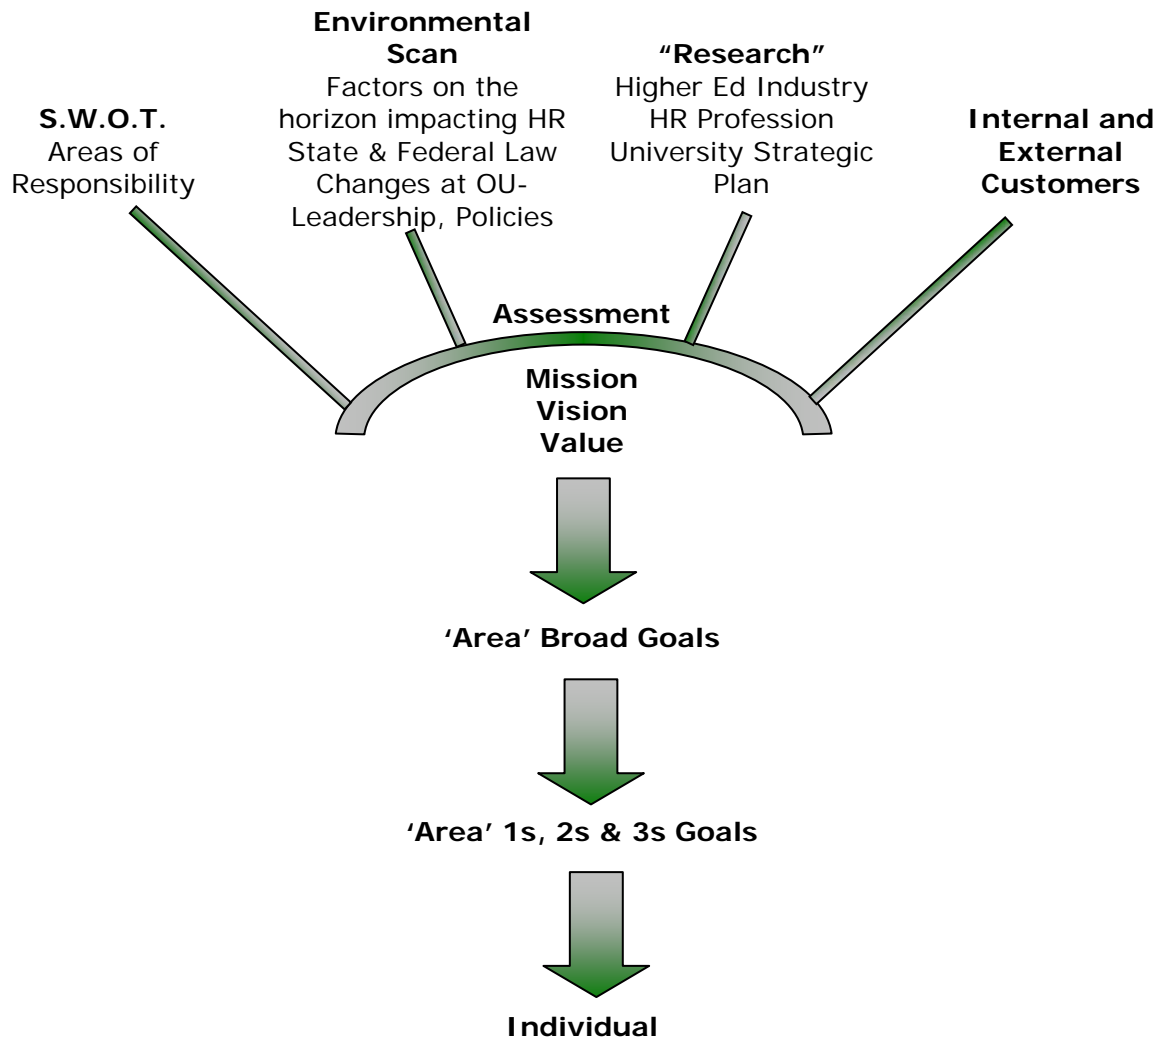 S.W.O.T.
Areas of
Responsibility
Environmental
Scan
Factors on the
horizon impacting HR
State & Federal Law
Changes at OU-
Leadership, Policies
“Research”
Higher Ed Industry
HR Profession
University Strategic
Plan
Internal and
External
Customers
Assessment
Mission
Vision
Value
‘Area’ Broad Goals
‘Area’ 1s, 2s & 3s Goals
Individual